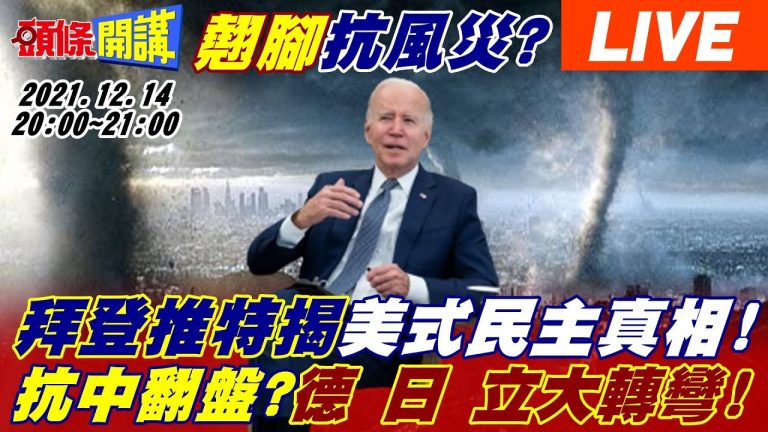 頭條開講 翹腳抗風災? LIVE
2021.12.14
20:00~21:00
拜登推特揭美式民主真相!
抗中翻盤?德 日 立大轉彎!